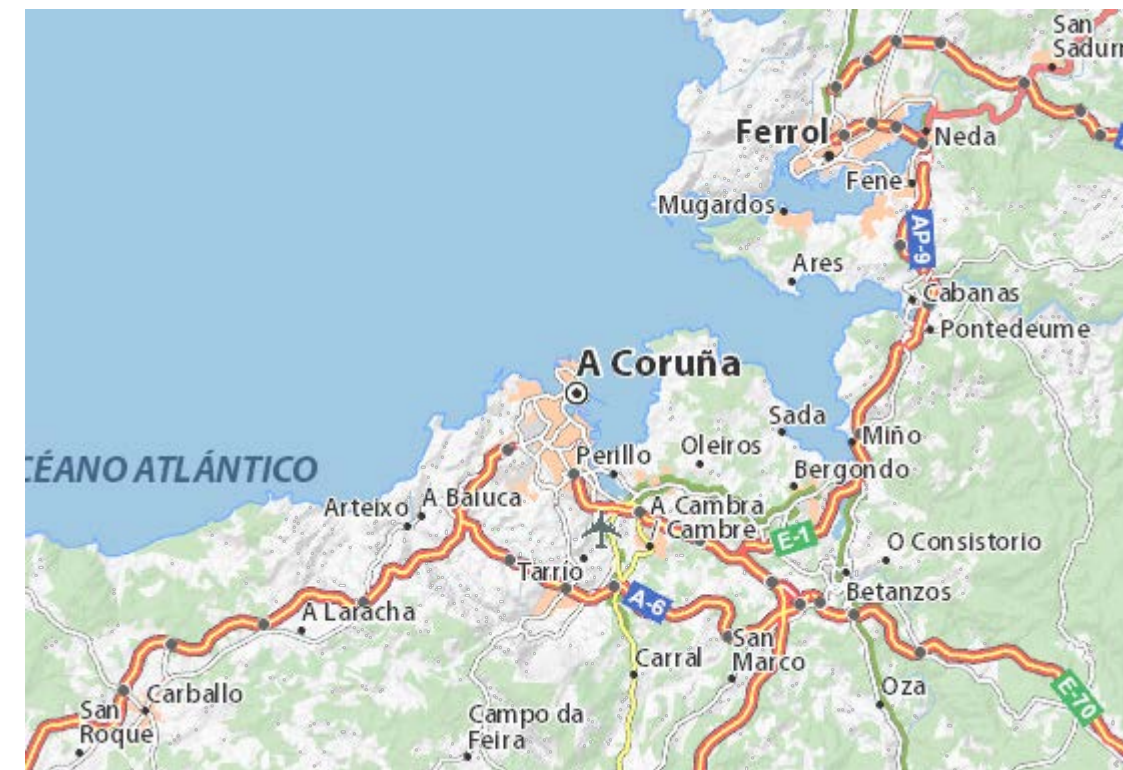 San
Sadurn
Ferrol
Neda
Fene
Mugardos
AP-9
Ares
Cabanas
Pontedeume
A Coruña
Sada
Miño
Oleiros
Perillo
Bergondo
CÉANO ATLÁNTICO
Arteixo
A Baiuca
A Cambra
Cambre
E-1
O Consistorio
Tarrío
A-6
Betanzos
A Laracha
San
Marco
Carral
Carballo
Oza
E-70
San
Roque
Campo da
Feira